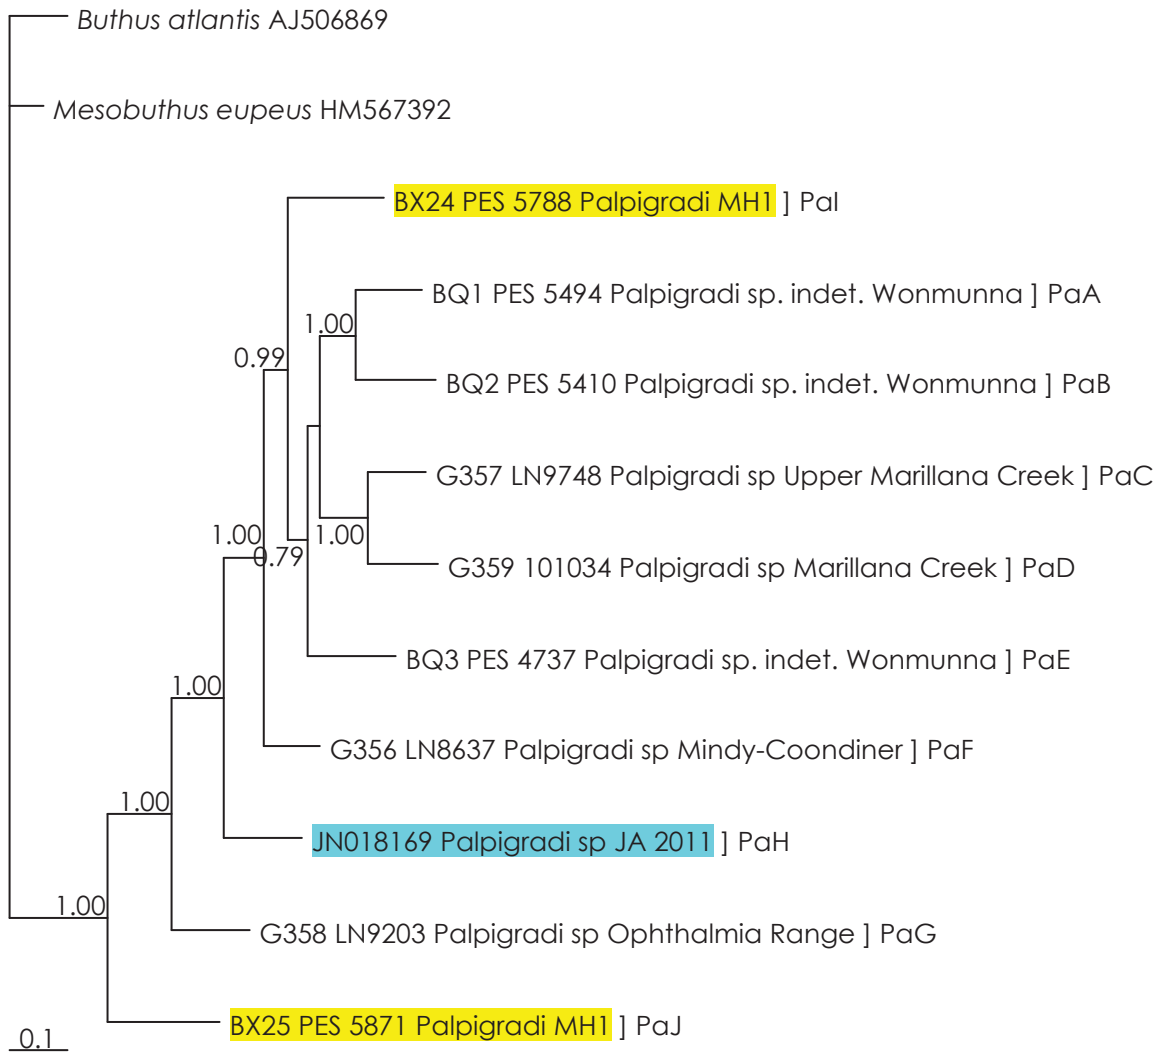 Buthus atlantis AJ506869
Mesobuthus eupeus HM567392
BX24 PES 5788 Palpigradi MH1 ] PaI
BQ1 PES 5494 Palpigradi sp. indet. Wonmunna ] PaA
1.00
0.99
BQ2 PES 5410 Palpigradi sp. indet. Wonmunna ] PaB
G357 LN9748 Palpigradi sp Upper Marillana Creek ] PaC
1.00
1.00
0.79
G359 101034 Palpigradi sp Marillana Creek ] PaD
BQ3 PES 4737 Palpigradi sp. indet. Wonmunna ] PaE
1.00
G356 LN8637 Palpigradi sp Mindy-Coondiner ] PaF
1.00
JN018169 Palpigradi sp JA 2011 ] PaH
1.00
G358 LN9203 Palpigradi sp Ophthalmia Range ] PaG
BX25 PES 5871 Palpigradi MH1 ] PaJ
0.1